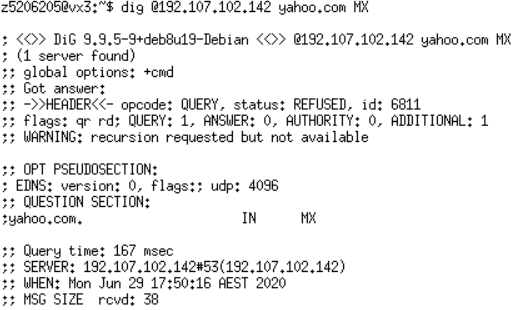 z5206205@vx3:~$ dig @192.107.102.142 yahoo.com MX
; <<>> DiG 9.9.5-9+deb8u19-Debian <<>> @192.107.102.142 yahoo.com MX
; (1 server found)
;; global options: +cmd
;; Got answer:
;; ->>HEADER<<- opcode: QUERY, status: REFUSED, id: 6811
;; flags: qr rd; QUERY: 1, ANSWER: 0, AUTHORITY: 0, ADDITIONAL: 1
;; WARNING: recursion requested but not available
;; OPT PSEUDOSECTION:
; EDNS: version: 0, flags:; udp: 4096
;; QUESTION SECTION:
;yahoo.com. IN MX
;; Query time: 167 msec
;; SERVER: 192.107.102.142#53(192.107.102.142)
;; WHEN: Mon Jun 29 17:50:16 AEST 2020
;; MSG SIZE rcvd: 38